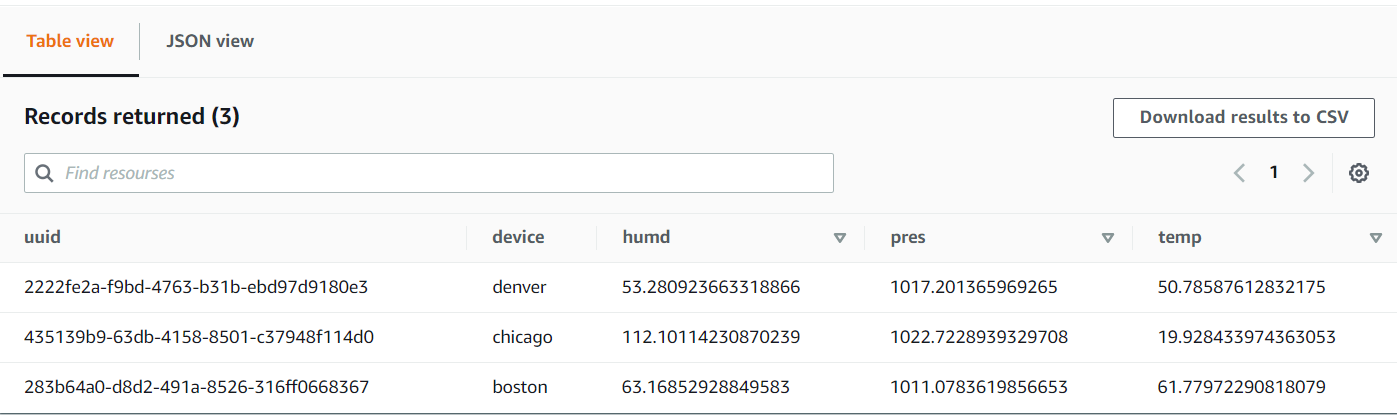 Table view JSON view
Records returned (3) Download results to CSV
Find resourses 1
uuid device humd pres temp
2222fe2a-f9bd-4763-b31b-ebd97d9180e3 denver 53.280923663318866 1017.201365969265 50.78587612832175
435139b9-63db-4158-8501-c37948f114d0 chicago 112.10114230870239 1022.7228939329708 19.928433974363053
283b64a0-d8d2-491a-8526-316ff0668367 boston 63.16852928849583 1011.0783619856653 61.77972290818079